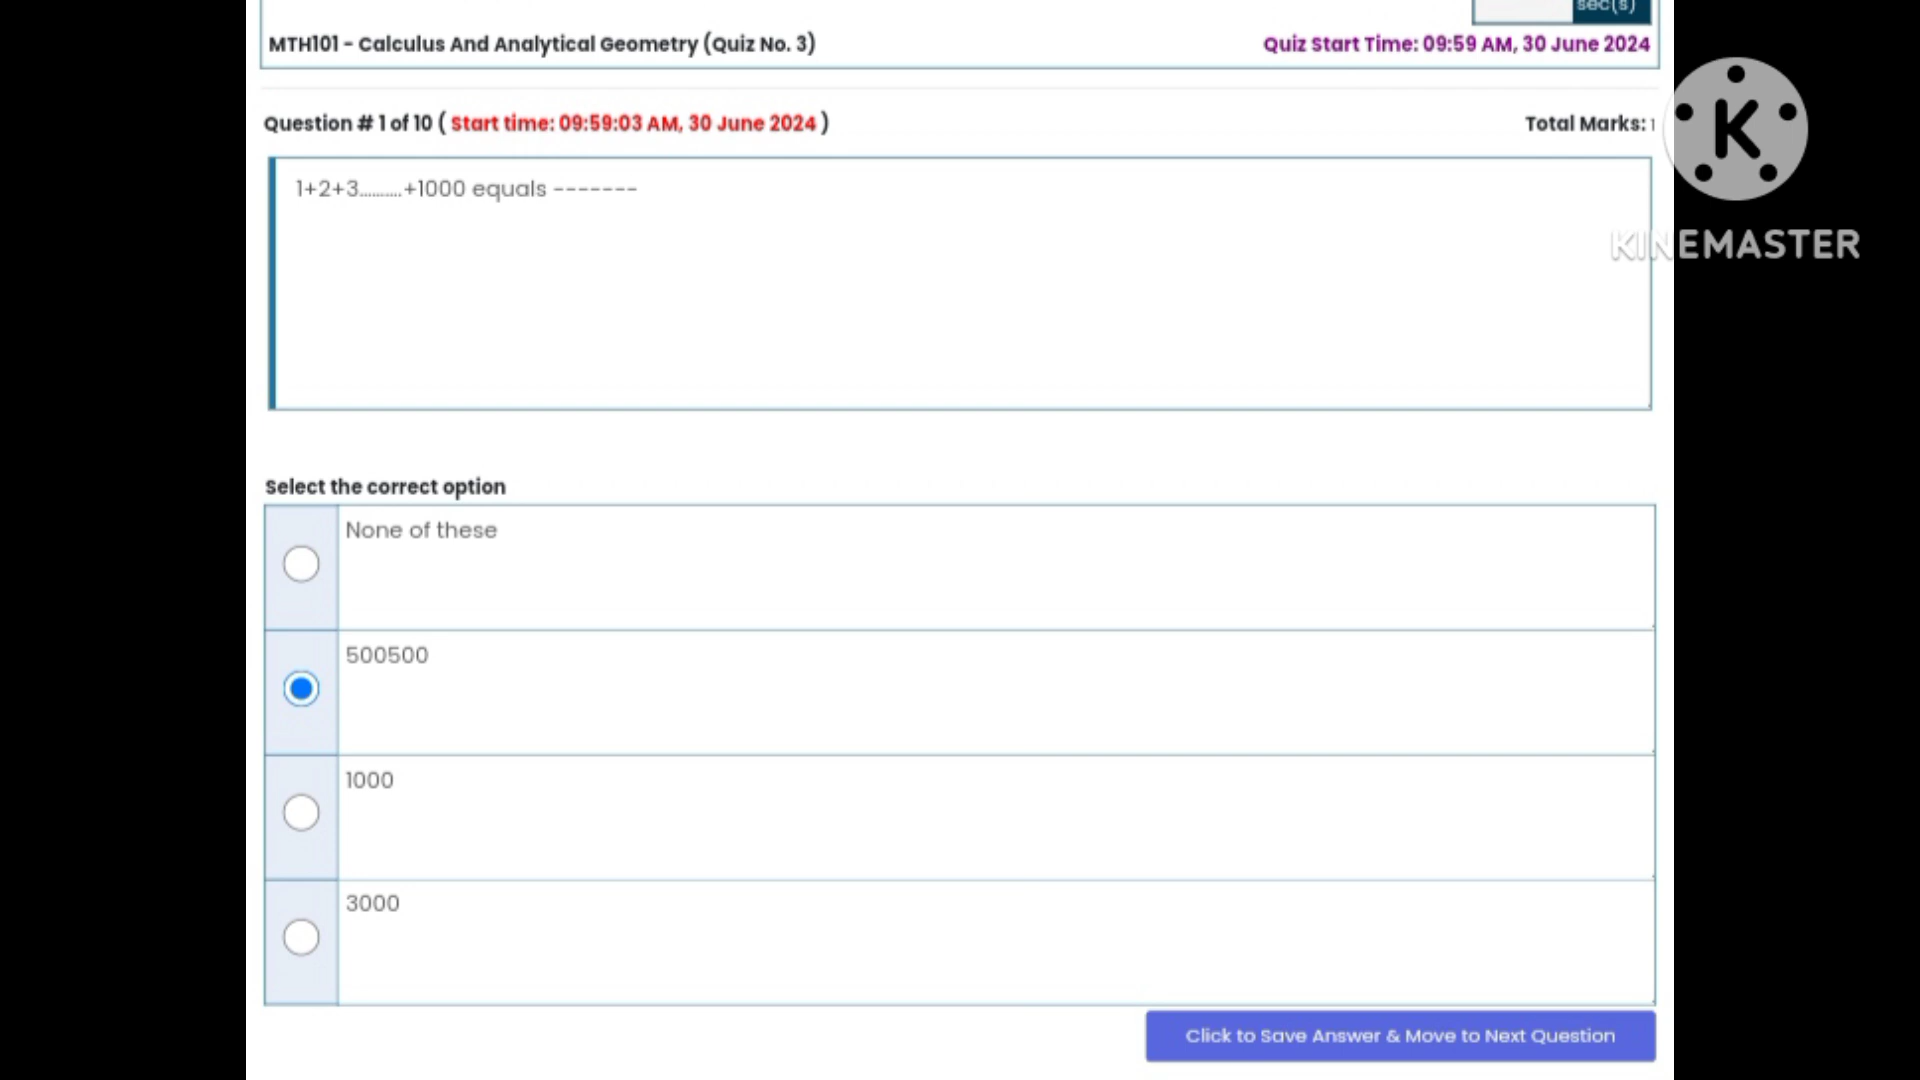 sec(s)
MTH101 - Calculus And Analytical Geometry (Quiz No. 3)
Quiz Start Time: 09:59 AM, 30 June 2024
Question # 1 of 10 ( Start time: 09:59:03 AM, 30 June 2024 )
Total Marks: 1
K
KINEMASTER
1+2+3..........+1000 equals -------
Select the correct option
None of these
500500
1000
3000
Click to Save Answer & Move to Next Question